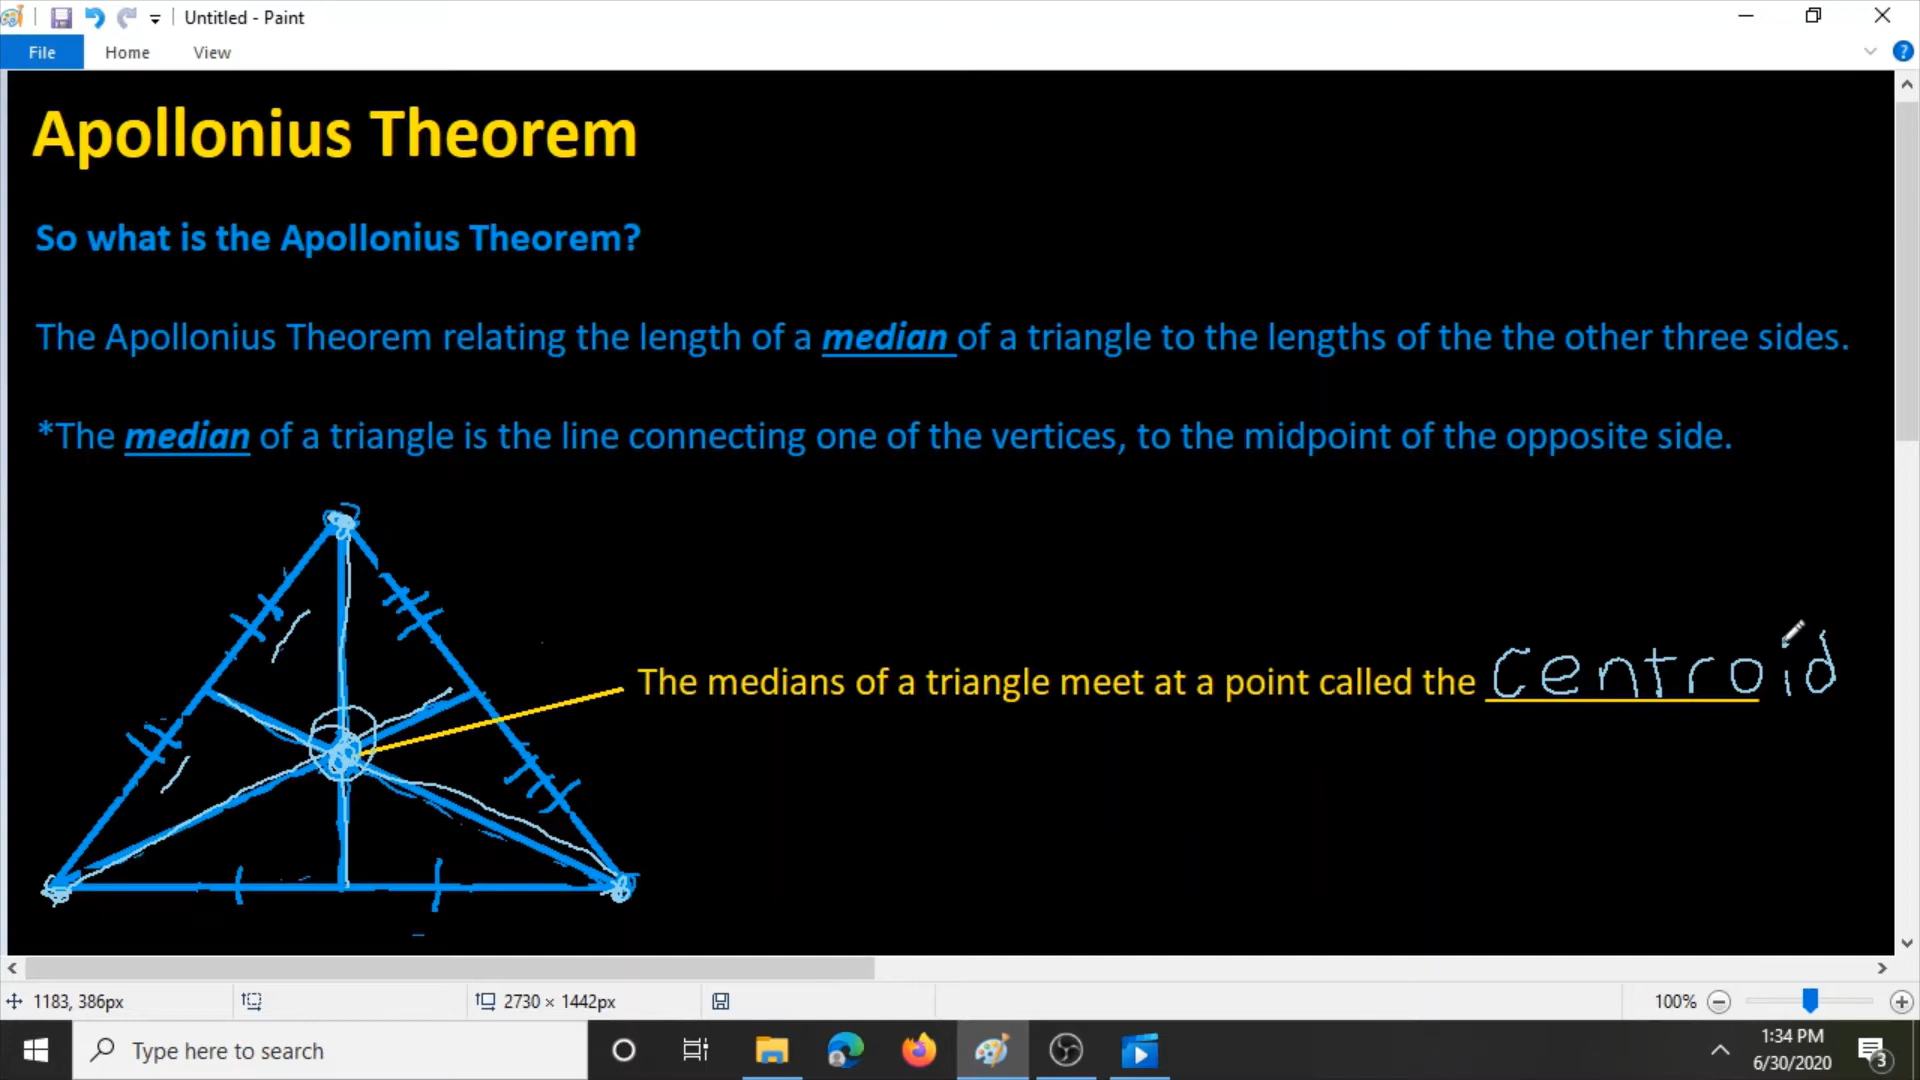 Untitled - Paint
File Home View
Apollonius Theorem
So what is the Apollonius Theorem?
The Apollonius Theorem relating the length of a median of a triangle to the lengths of the the other three sides.
*The median of a triangle is the line connecting one of the vertices, to the midpoint of the opposite side.
The medians of a triangle meet at a point called the centroid
1183, 386px 2730 × 1442px 100%
Type here to search
1:34 PM
6/30/2020
3